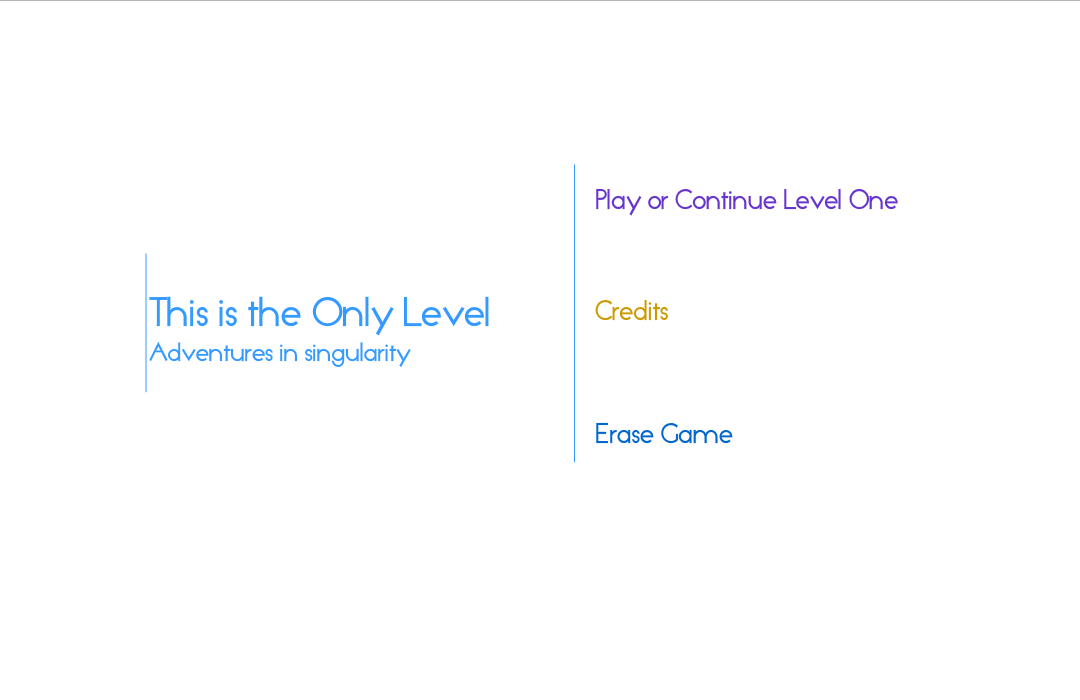 This is the Only Level
Adventures in singularity
Play or Continue Level One
Credits
Erase Game